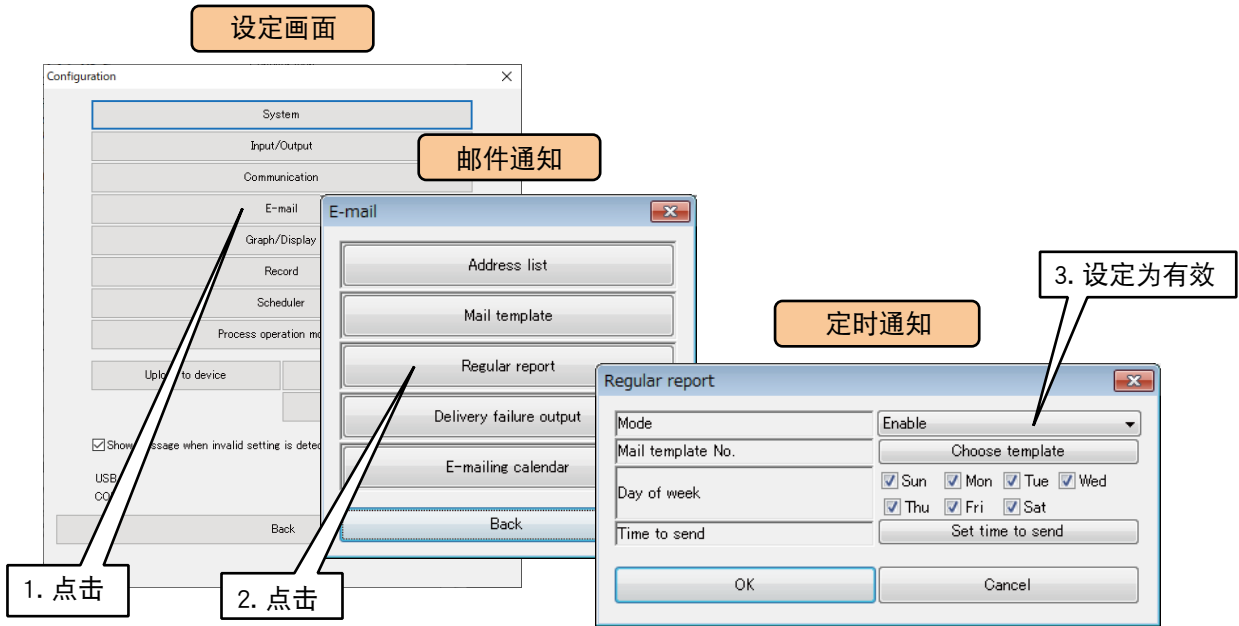 设定画面
Configuration
System
Input/Output
Communication
E-mail
Graph/Display
Record
Scheduler
Process operation mo
Uplo to device
Show ssage when invalid setting is detec
USB
CO
Back
1. 点击
邮件通知
E-mail
Address list
Mail template
Regular report
Delivery failure output
E-mailing calendar
Back
2. 点击
定时通知
3. 设定为有效
Regular report
Mode
Enable
Mail template No.
Choose template
Day of week
Sun Mon Tue Wed
Thu Fri Sat
Time to send
Set time to send
OK
Cancel